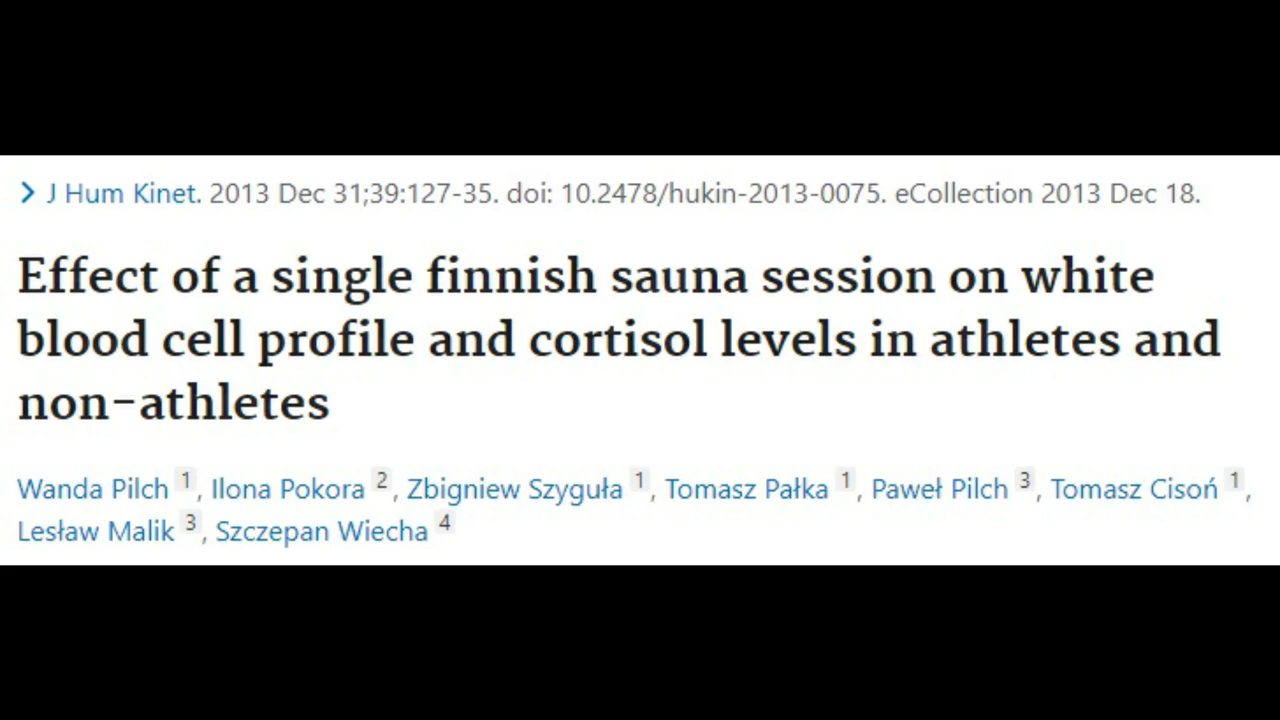 J Hum Kinet. 2013 Dec 31;39:127-35. doi: 10.2478/hukin-2013-0075. eCollection 2013 Dec 18.
Effect of a single finnish sauna session on white
blood cell profile and cortisol levels in athletes and
non-athletes
Wanda Pilch 1, Ilona Pokora 2, Zbigniew Szyguła 1, Tomasz Pałka 1, Paweł Pilch 3, Tomasz Cisoń 1,
Lesław Malik 3, Szczepan Wiecha 4